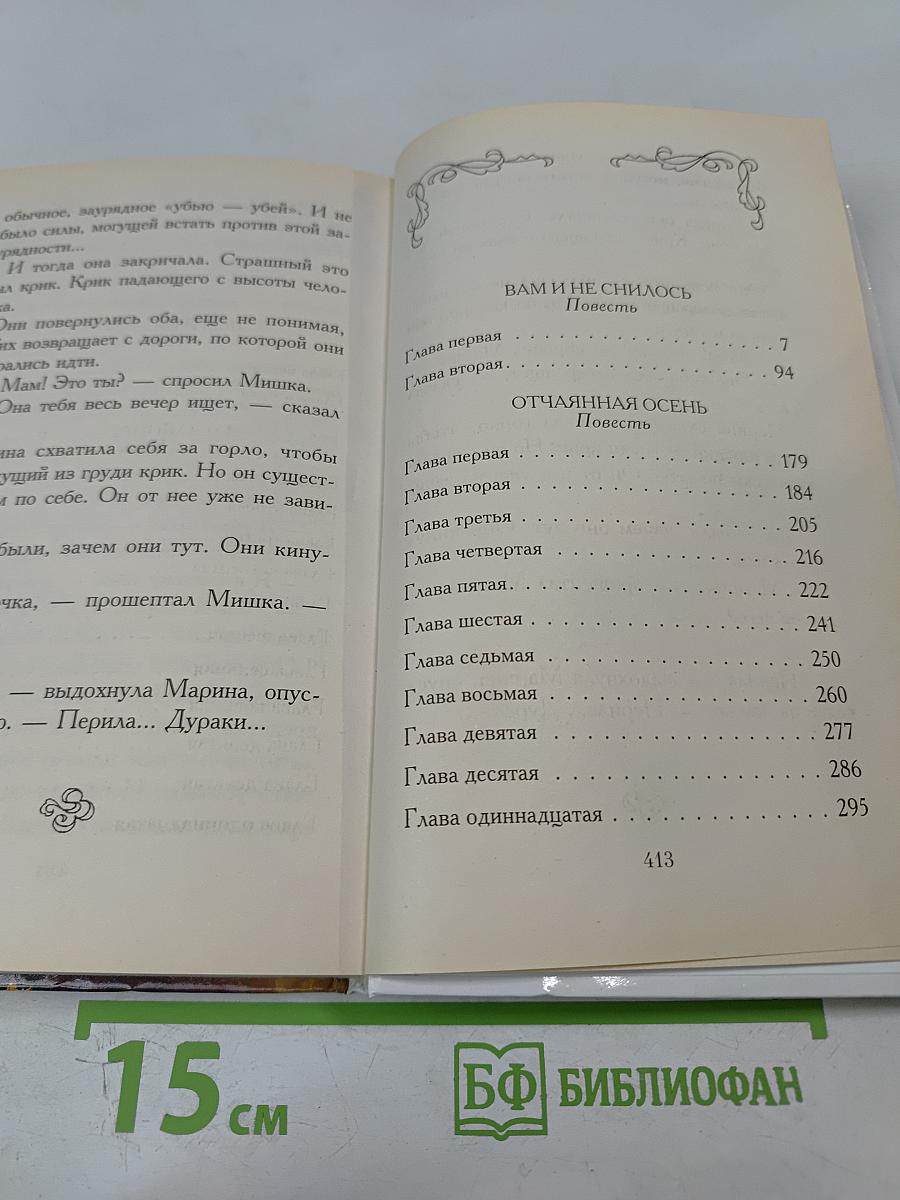 обычное, заурядное «убью — убей». И не
было силы, могущей встать против этой за-
урядности...
И тогда она закричала. Страшный это
крик. Крик падающего с высоты чело-
Они повернулись оба, еще не понимая,
их возвращает с дороги, по которой они
идти.
Мам! Это ты? — спросил Мишка.
Она тебя весь вечер ищет, — сказал
схватила себя за горло, чтобы
из груди крик. Но он сущест-
по себе. Он от нее уже не зави-
были, зачем они тут. Они кину-
— прошептал Мишка. —
— выдохнула Марина, опус-
— Перила... Дураки...
ВАМ И НЕ СНИЛОСЬ
Повесть
Глава первая . . . . . . . . . . . . . . . . 7
Глава вторая. . . . . . . . . . . . . . . . . 94
ОТЧАЯННАЯ ОСЕНЬ
Повесть
Глава первая . . . . . . . . . . . . . . . . 179
Глава вторая . . . . . . . . . . . . . . . . 184
Глава третья . . . . . . . . . . . . . . . . 205
Глава четвертая . . . . . . . . . . . . . . 216
Глава пятая. . . . . . . . . . . . . . . . . 222
Глава шестая . . . . . . . . . . . . . . . . 241
Глава седьмая . . . . . . . . . . . . . . . 250
Глава восьмая . . . . . . . . . . . . . . . 260
Глава девятая . . . . . . . . . . . . . . . 277
Глава десятая . . . . . . . . . . . . . . . 286
Глава одиннадцатая . . . . . . . . . . . . 295
413
15 см
БФ БИБЛИОФАН